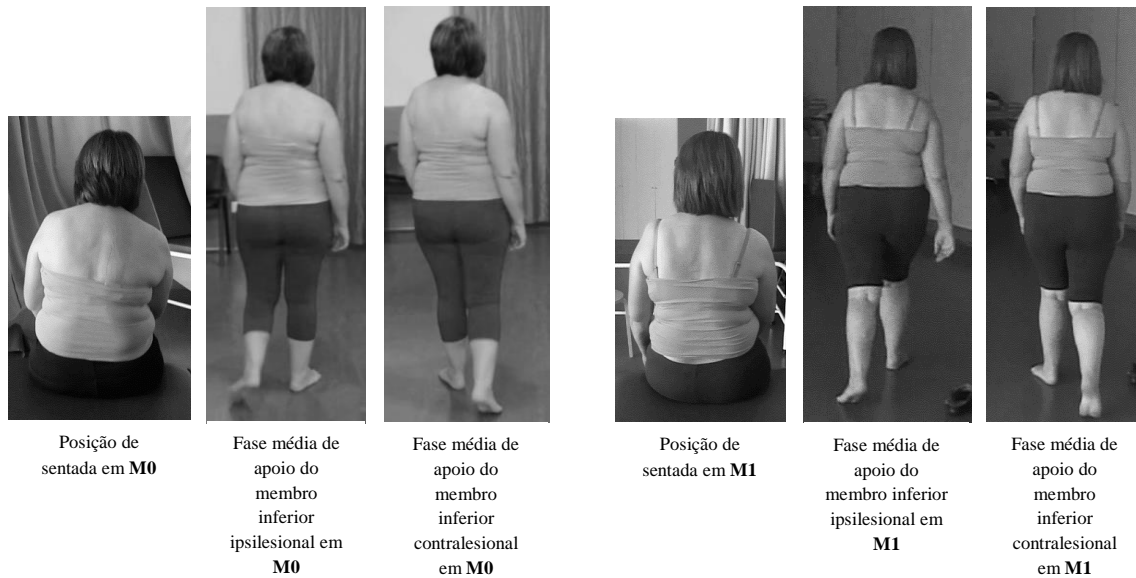 Posição de
sentada em M0
Fase média de
apoio do
membro
inferior
ipsilesional em
M0
Fase média de
apoio do
membro
inferior
contralesional
em M0
Posição de
sentada em M1
Fase média de
apoio do
membro inferior
ipsilesional em
M1
Fase média de
apoio do
membro
inferior
contralesional
em M1